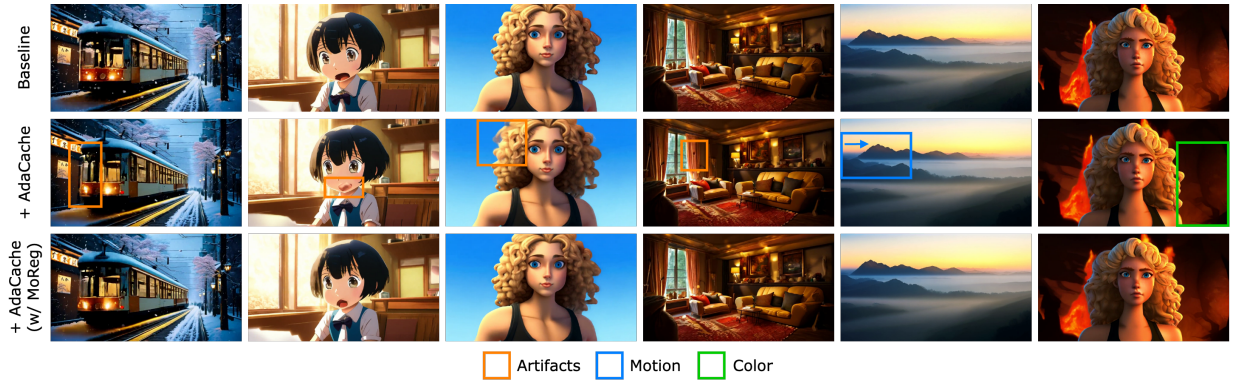 Baseline
+ AdaCache
+ AdaCache
(w/ MoReg)
Artifacts
Motion
Color